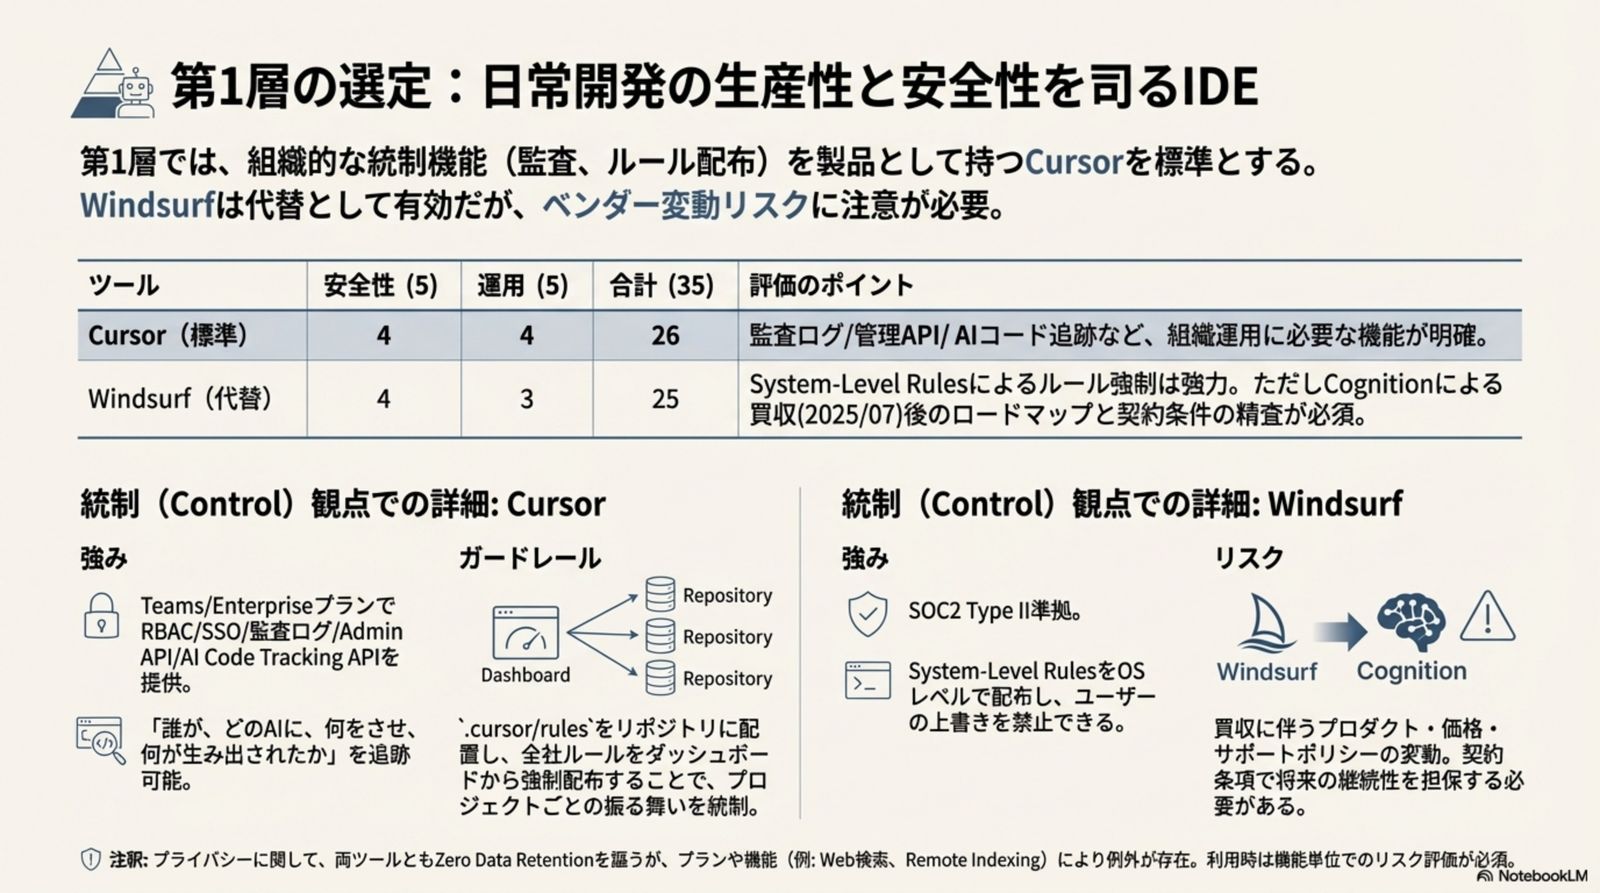 第1層の選定：日常開発の生産性と安全性を司るIDE
第1層では、組織的な統制機能（監査、ルール配布）を製品として持つCursorを標準とする。
Windsurfは代替として有効だが、ベンダー変動リスクに注意が必要。
ツール 安全性 (5) 運用 (5) 合計 (35) 評価のポイント
Cursor（標準） 4 4 26 監査ログ/管理API/ AIコード追跡など、組織運用に必要な機能が明確。
Windsurf（代替） 4 3 25 System-Level Rulesによるルール強制は強力。ただしCognitionによる
買収(2025/07)後のロードマップと契約条件の精査が必須。
統制（Control）観点での詳細: Cursor
強み
Teams/Enterpriseプランで
RBAC/SSO/監査ログ/Admin
API/AI Code Tracking APIを
提供。
「誰が、どのAIに、何をさせ、
何が生み出されたか」を追跡
可能。
ガードレール
Dashboard
Repository
Repository
Repository
`.cursor/rules`をリポジトリに配
置し、全社ルールをダッシュボー
ドから強制配布することで、プロ
ジェクトごとの振る舞いを統制。
統制（Control）観点での詳細: Windsurf
強み
SOC2 Type II準拠。
System-Level RulesをOS
レベルで配布し、ユーザー
の上書きを禁止できる。
リスク
Windsurf Cognition
買収に伴うプロダクト・価格・
サポートポリシーの変動。契約
条項で将来の継続性を担保する必
要がある。
注釈: プライバシーに関して、両ツールともZero Data Retentionを謳うが、プランや機能（例: Web検索、Remote Indexing）により例外が存在。利用時は機能単位でのリスク評価が必須。
NotebookLM